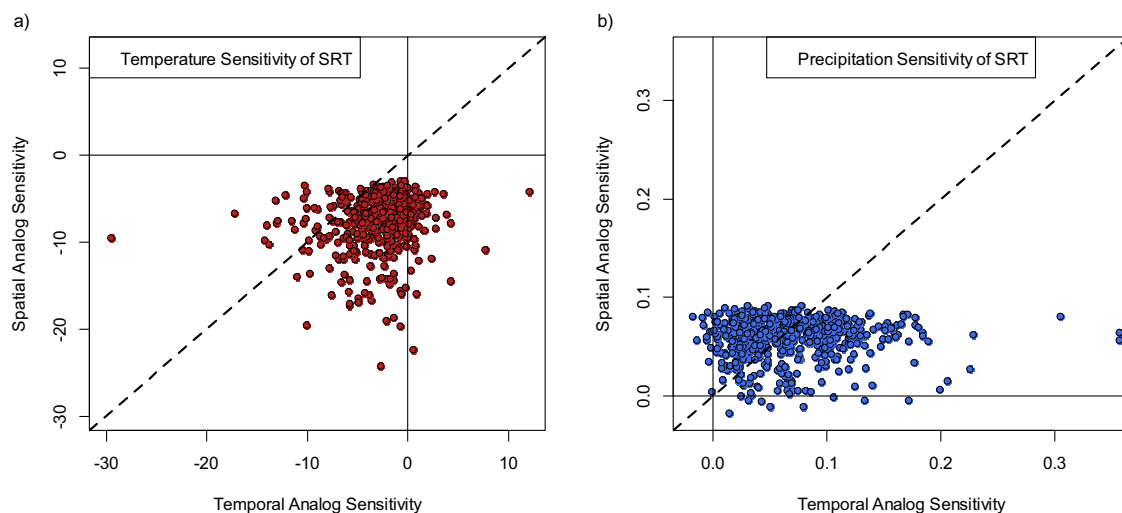 a)
Temperature Sensitivity of SRT
10
0
-10
-20
-30
Spatial Analog Sensitivity
-30
-20
-10
0
10
Temporal Analog Sensitivity
b)
Precipitation Sensitivity of SRT
0.3
0.2
0.1
0.0
Spatial Analog Sensitivity
0.0
0.1
0.2
0.3
Temporal Analog Sensitivity